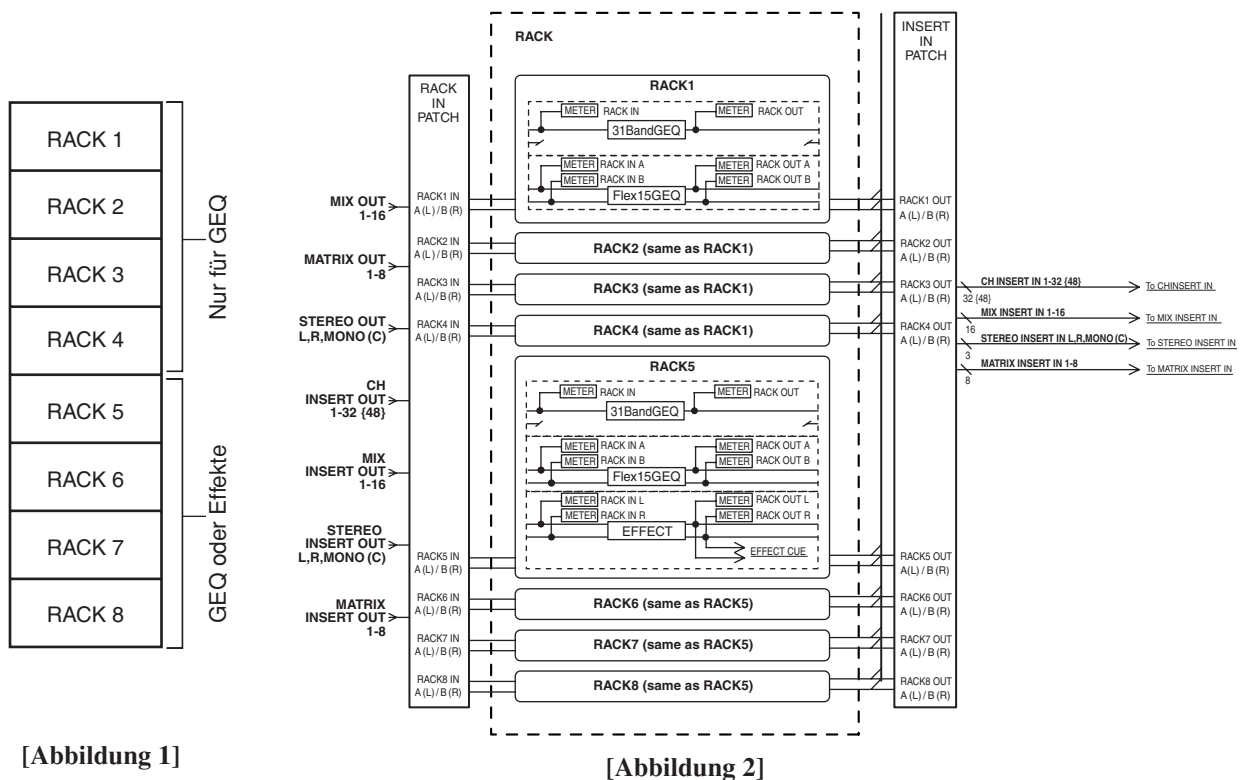 RACK 1
RACK 2
RACK 3
RACK 4
RACK 5
RACK 6
RACK 7
RACK 8
Nur für GEQ
GEQ oder Effekte
[Abbildung 1]
MIX OUT
1-16
MATRIX OUT
1-8
STEREO OUT
L,R,MONO (C)
CH
INSERT OUT
1-32 {48}
MIX
INSERT OUT
1-16
STEREO
INSERT OUT
L,R,MONO (C)
MATRIX
INSERT OUT
1-8
RACK
IN
PATCH
RACK1 IN
A (L) / B (R)
RACK2 IN
A (L) / B (R)
RACK3 IN
A (L) / B (R)
RACK4 IN
A (L) / B (R)
RACK5 IN
A (L) / B (R)
RACK6 IN
A (L) / B (R)
RACK7 IN
A (L) / B (R)
RACK8 IN
A (L) / B (R)
RACK
RACK1
METER RACK IN METER RACK OUT
31BandGEQ
METER RACK IN A METER RACK OUT A
METER RACK IN B METER RACK OUT B
Flex15GEQ
RACK2 (same as RACK1)
RACK3 (same as RACK1)
RACK4 (same as RACK1)
RACK5
METER RACK IN METER RACK OUT
31BandGEQ
METER RACK IN A METER RACK OUT A
METER RACK IN B METER RACK OUT B
Flex15GEQ
METER RACK IN L METER RACK OUT L
METER RACK IN R METER RACK OUT R
EFFECT
EFFECT CUE
RACK6 (same as RACK5)
RACK7 (same as RACK5)
RACK8 (same as RACK5)
INSERT
IN
PATCH
RACK1 OUT
A (L) / B (R)
RACK2 OUT
A (L) / B (R)
RACK3 OUT
A (L) / B (R)
RACK4 OUT
A (L) / B (R)
RACK5 OUT
A(L) / B (R)
RACK6 OUT
A (L) / B (R)
RACK7 OUT
A (L) / B (R)
RACK8 OUT
A (L) / B (R)
CH INSERT IN 1-32 {48} To CHINSERT IN
32 {48}
MIX INSERT IN 1-16 To MIX INSERT IN
16
STEREO INSERT IN L,R,MONO (C) To STEREO INSERT IN
3
MATRIX INSERT IN 1-8 To MATRIX INSERT IN
8
[Abbildung 2]